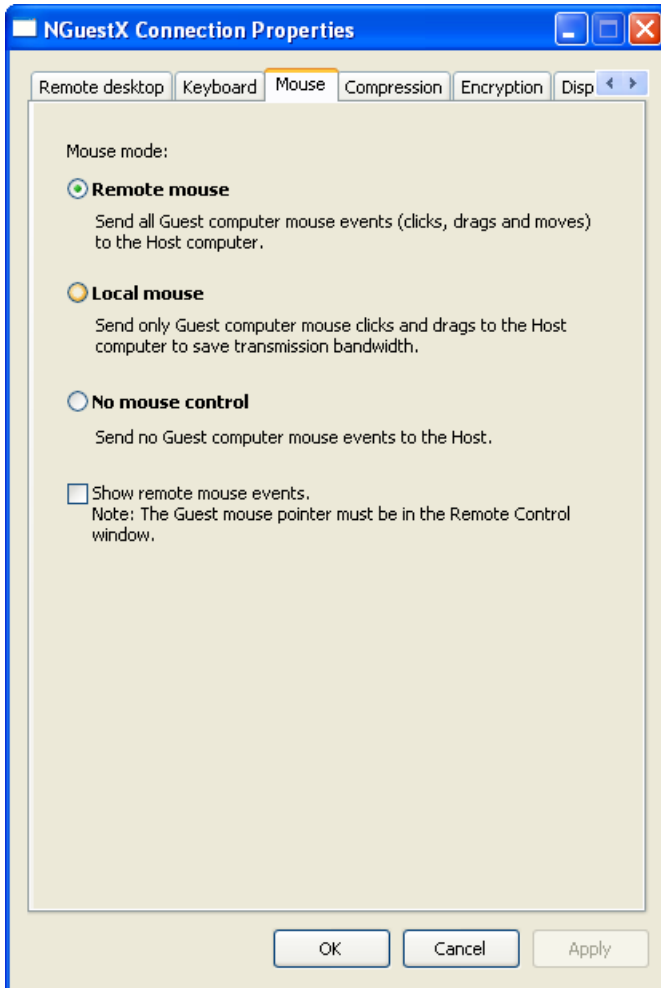 NGuestX Connection Properties
Remote desktop Keyboard Mouse Compression Encryption Disp
Mouse mode:
Remote mouse
Send all Guest computer mouse events (clicks, drags and moves)
to the Host computer.
Local mouse
Send only Guest computer mouse clicks and drags to the Host
computer to save transmission bandwidth.
No mouse control
Send no Guest computer mouse events to the Host.
Show remote mouse events.
Note: The Guest mouse pointer must be in the Remote Control
window.
OK Cancel Apply